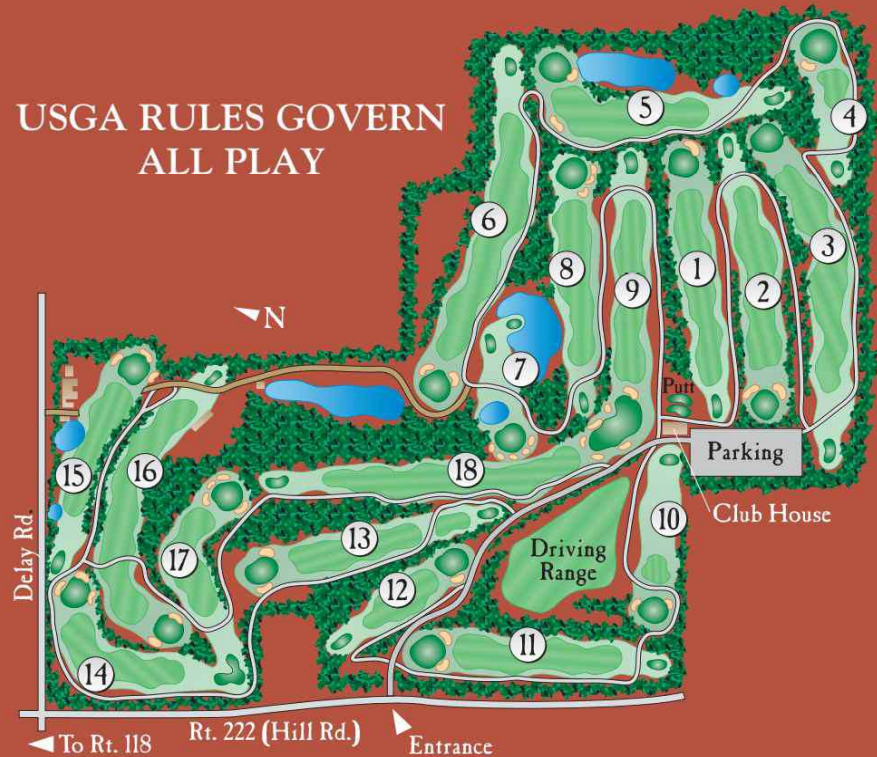 USGA RULES GOVERN
ALL PLAY
5
4
6
3
8
9
1
2
N
7
Putt
15
16
18
Parking
10
Club House
17
13
Driving
Range
12
11
14
Delay Rd.
Rt. 222 (Hill Rd.)
To Rt. 118
Entrance